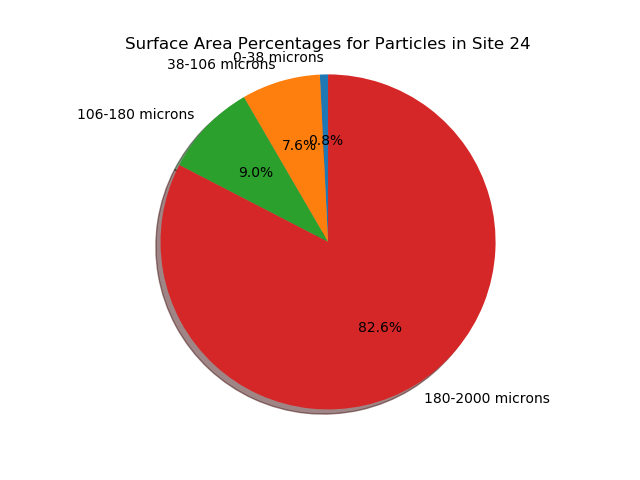 Surface Area Percentages for Particles in Site 24
0-38 microns
38-106 microns
106-180 microns
0.8%
7.6%
9.0%
82.6%
180-2000 microns